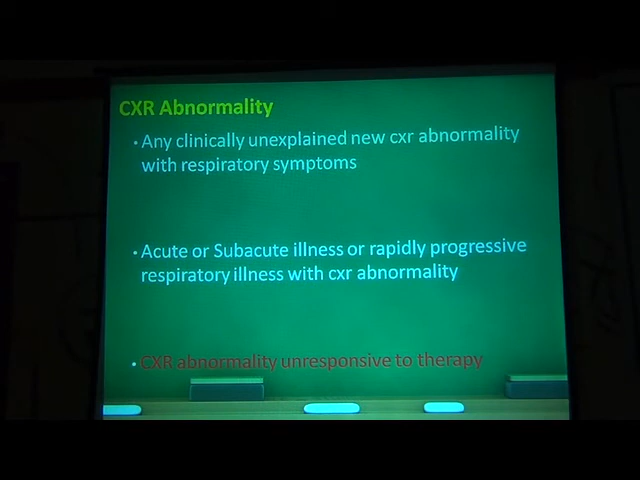 CXR Abnormality
• Any clinically unexplained new cxr abnormality
with respiratory symptoms
• Acute or Subacute illness or rapidly progressive
respiratory illness with cxr abnormality
• CXR abnormality unresponsive to therapy